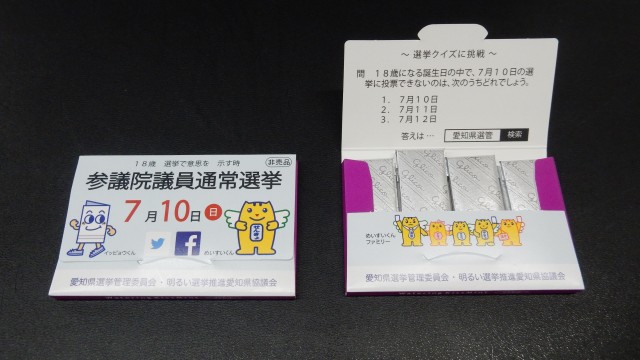 18歳 選挙で意思を 示す時
非売品
参議院議員通常選挙
7月10日日
イッピョウくん
めいすいくん
愛知県選挙管理委員会・明るい選挙推進愛知県協議会
~ 選挙クイズに挑戦 ~
問 18歳になる誕生日の中で、7月10日の選
挙に投票できないのは、次のうちどれでしょう。
1. 7月10日
2. 7月11日
3. 7月12日
答えは… 愛知県選管 検索
めいすいくん
ファミリー
愛知県選挙管理委員会・明るい選挙推進愛知県協議会